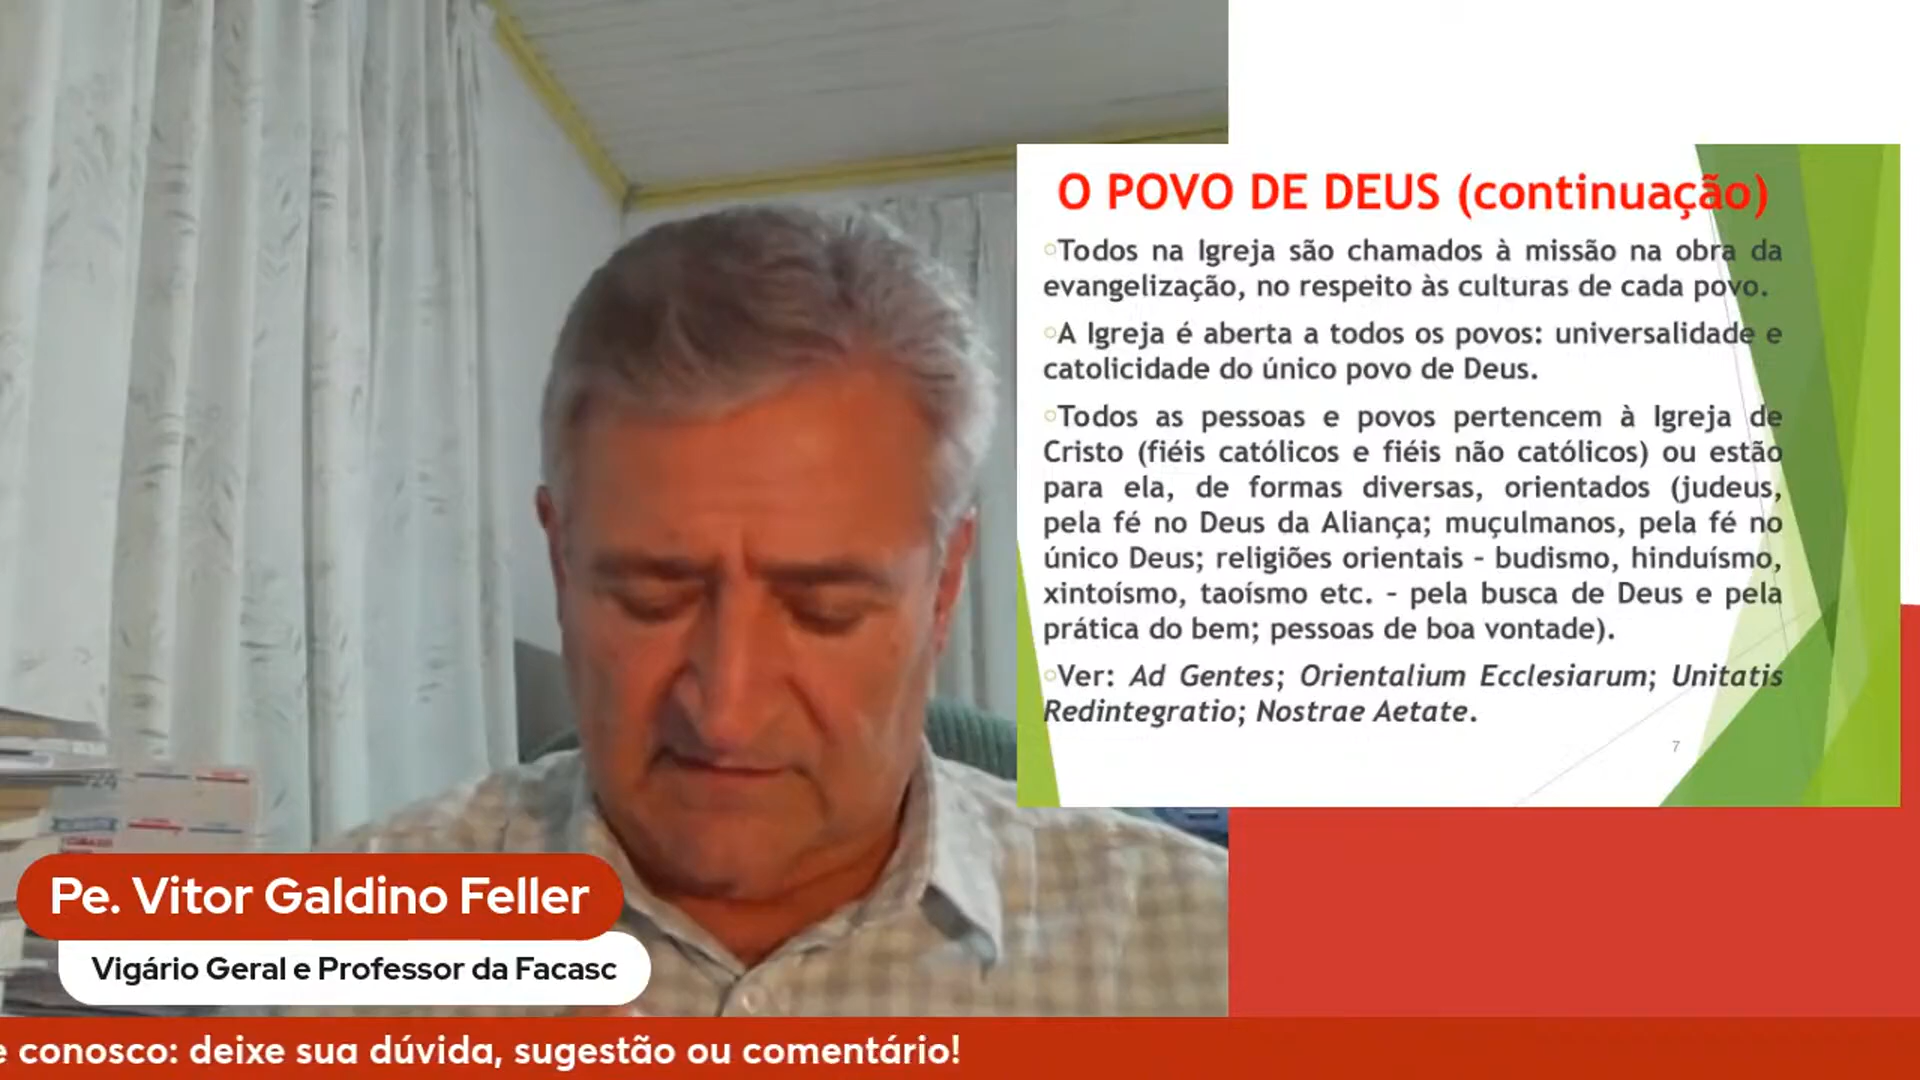 O POVO DE DEUS (continuação)
Todos na Igreja são chamados à missão na obra da
evangelização, no respeito às culturas de cada povo.
A Igreja é aberta a todos os povos: universalidade e
catolicidade do único povo de Deus.
Todos as pessoas e povos pertencem à Igreja de
Cristo (fiéis católicos e fiéis não católicos) ou estão
para ela, de formas diversas, orientados (judeus,
pela fé no Deus da Aliança; muçulmanos, pela fé no
único Deus; religiões orientais – budismo, hinduísmo,
xintoísmo, taoísmo etc. – pela busca de Deus e pela
prática do bem; pessoas de boa vontade).
Ver: Ad Gentes; Orientalium Ecclesiarum; Unitatis
Redintegratio; Nostrae Aetate.
7
Pe. Vitor Galdino Feller
Vigário Geral e Professor da Facasc
e conosco: deixe sua dúvida, sugestão ou comentário!